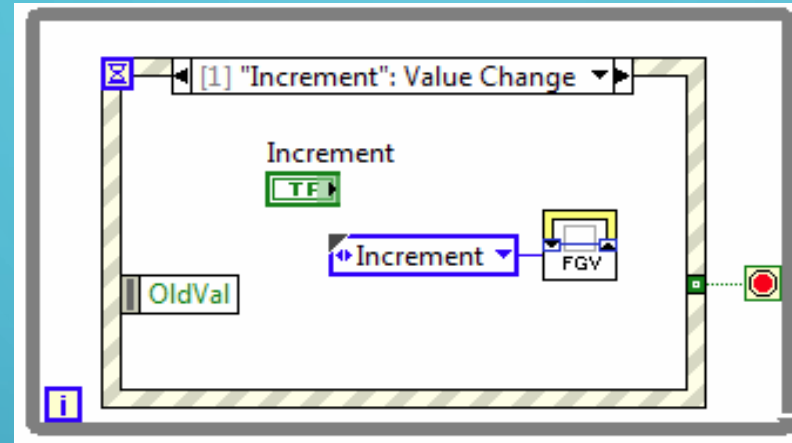 [1] "Increment": Value Change
Increment
TF
Increment
FGV
OldVal
i